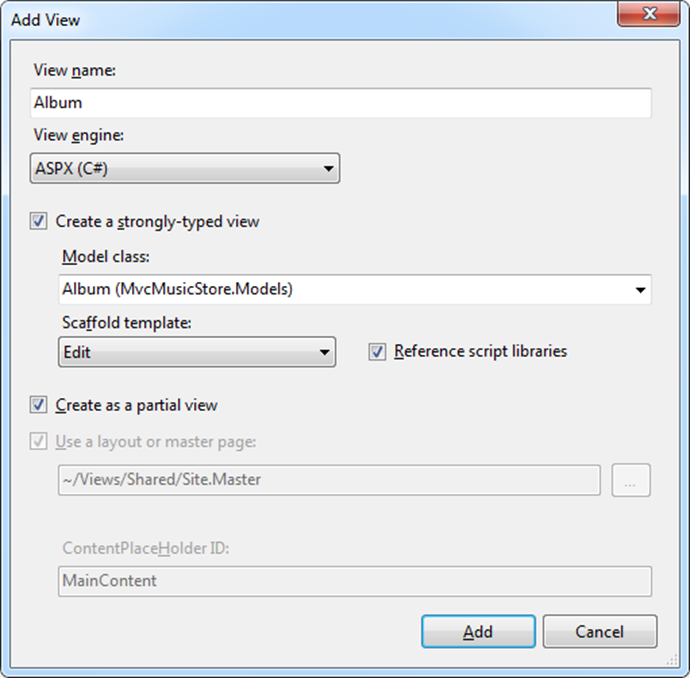 Add View
View name:
Album
View engine:
ASPX (C#)
Create a strongly-typed view
Model class:
Album (MvcMusicStore.Models)
Scaffold template:
Edit
Reference script libraries
Create as a partial view
Use a layout or master page:
~/Views/Shared/Site.Master
...
ContentPlaceHolder ID:
MainContent
Add
Cancel